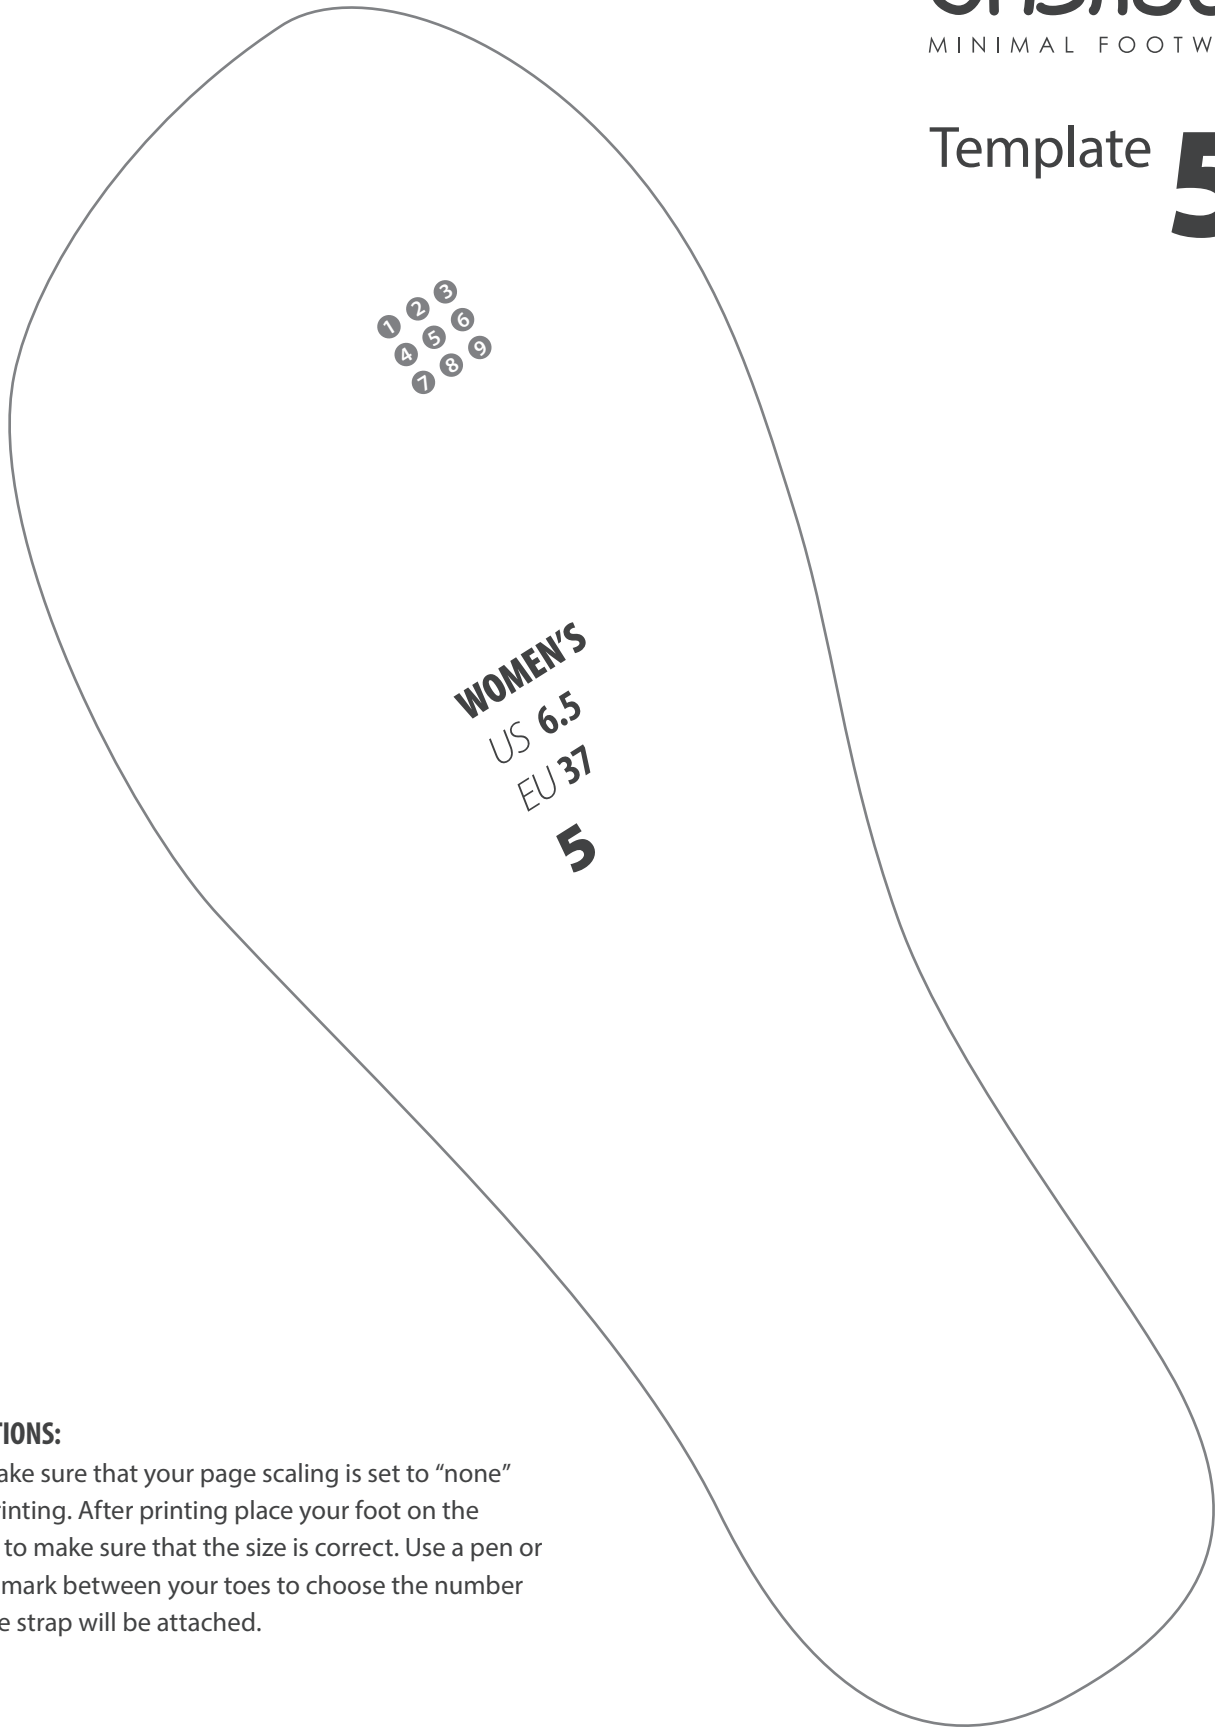 MINIMAL FOOTW
Template 5
1 2 3
4 5 6
7 8 9
WOMEN'S
US 6.5
EU 37
5
TIONS:
ake sure that your page scaling is set to “none”
rinting. After printing place your foot on the
to make sure that the size is correct. Use a pen or
mark between your toes to choose the number
e strap will be attached.